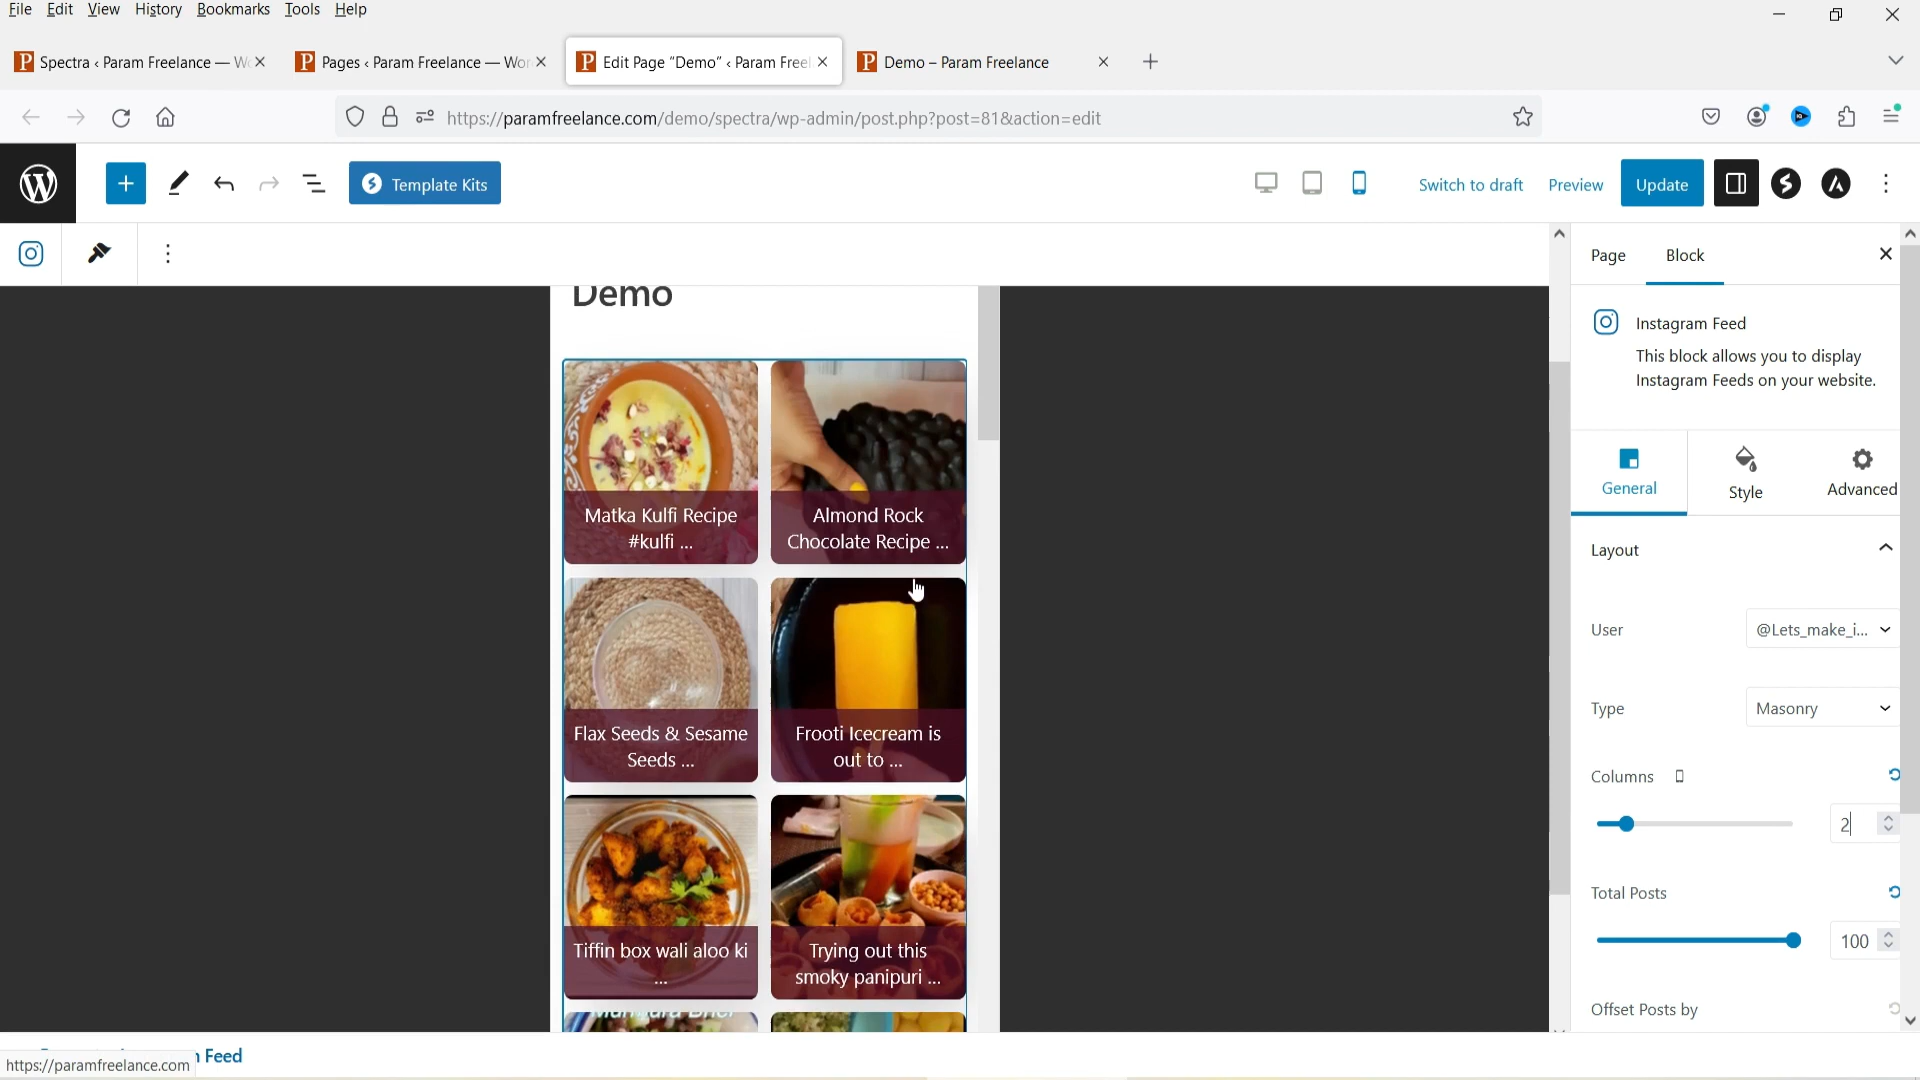 File Edit View History Bookmarks Tools Help
Spectra ‹ Param Freelance — Wo
Pages ‹ Param Freelance — Wor
Edit Page "Demo" ‹ Param Freel
Demo – Param Freelance
https://paramfreelance.com/demo/spectra/wp-admin/post.php?post=81&action=edit
Template Kits
Switch to draft
Preview
Update
Page
Block
Demo
Instagram Feed
This block allows you to display
Instagram Feeds on your website.
General
Style
Advanced
Layout
User
@Lets_make_i...
Type
Masonry
Columns
2
Total Posts
100
Offset Posts by
Matka Kulfi Recipe
#kulfi ...
Almond Rock
Chocolate Recipe ...
Flax Seeds & Sesame
Seeds ...
Frooti Icecream is
out to ...
Tiffin box wali aloo ki
...
Trying out this
smoky panipuri ...
Feed
https://paramfreelance.com